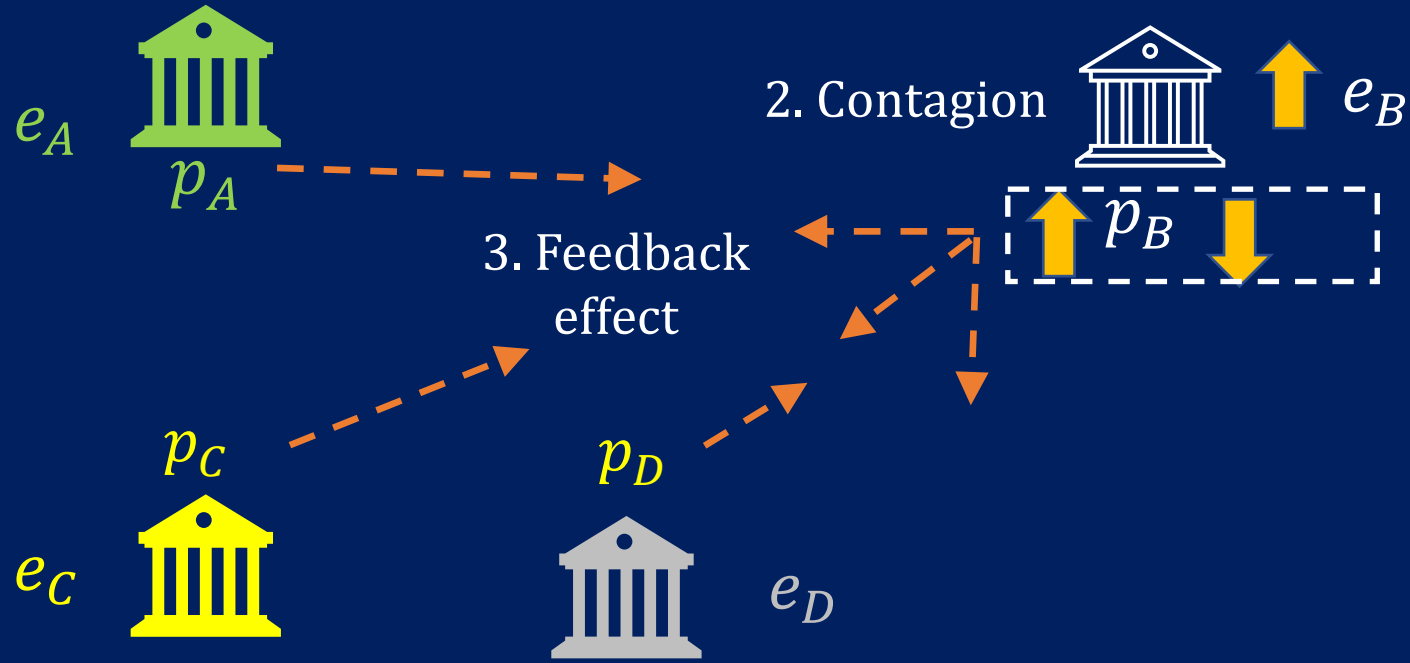 e_A
p_A
2. Contagion
e_B
p_B
3. Feedback
effect
p_C
p_D
e_C
e_D